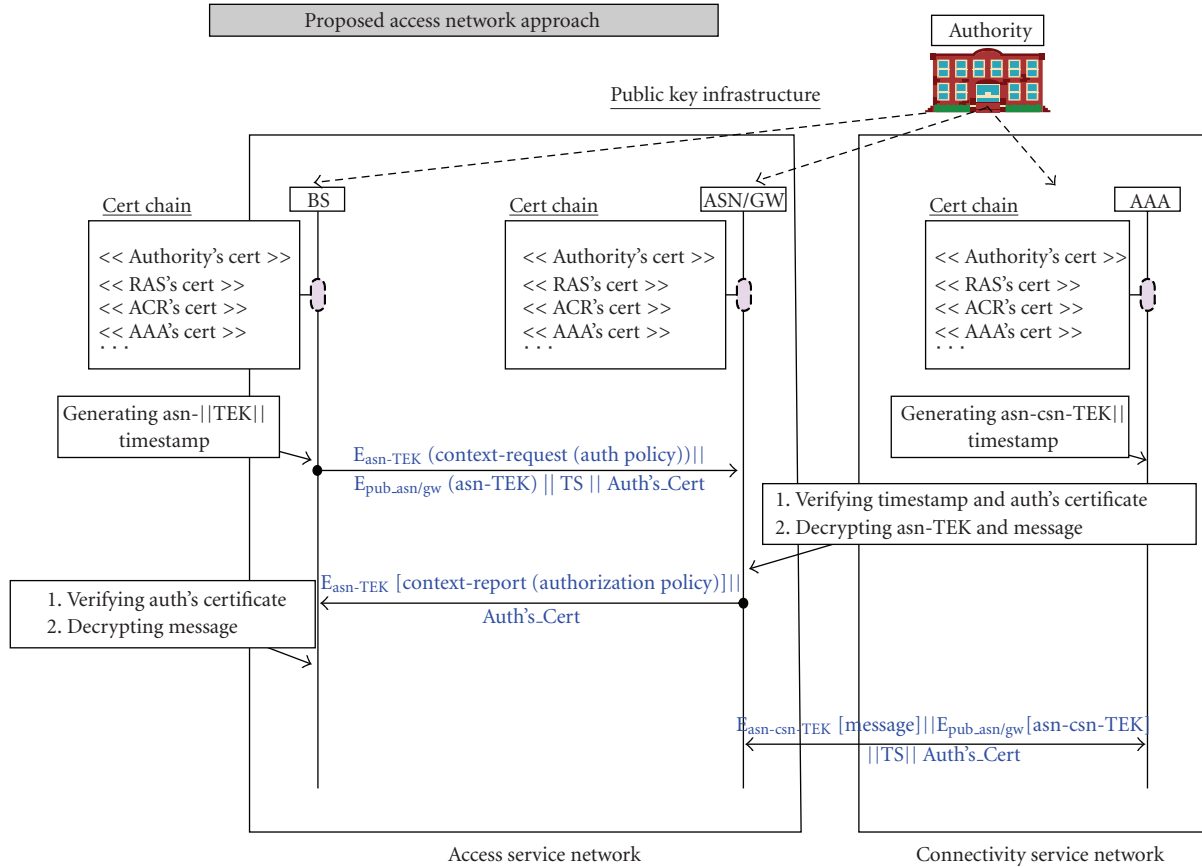 Proposed access network approach
Authority
Public key infrastructure
BS
ASN/GW
AAA
Cert chain
<< Authority's cert >>
<< RAS's cert >>
<< ACR's cert >>
<< AAA's cert >>
. . .
Cert chain
<< Authority's cert >>
<< RAS's cert >>
<< ACR's cert >>
<< AAA's cert >>
. . .
Cert chain
<< Authority's cert >>
<< RAS's cert >>
<< ACR's cert >>
<< AAA's cert >>
. . .
Generating asn-||TEK||
timestamp
Generating asn-csn-TEK||
timestamp
E asn-TEK (context-request (auth policy))||
E pub_asn/gw (asn-TEK) || TS || Auth's_Cert
1. Verifying timestamp and auth's certificate
2. Decrypting asn-TEK and message
E asn-TEK [context-report (authorization policy)]||
Auth's_Cert
1. Verifying auth's certificate
2. Decrypting message
E asn-csn-TEK [message]||E pub_asn/gw [asn-csn-TEK]
||TS|| Auth's_Cert
Access service network
Connectivity service network